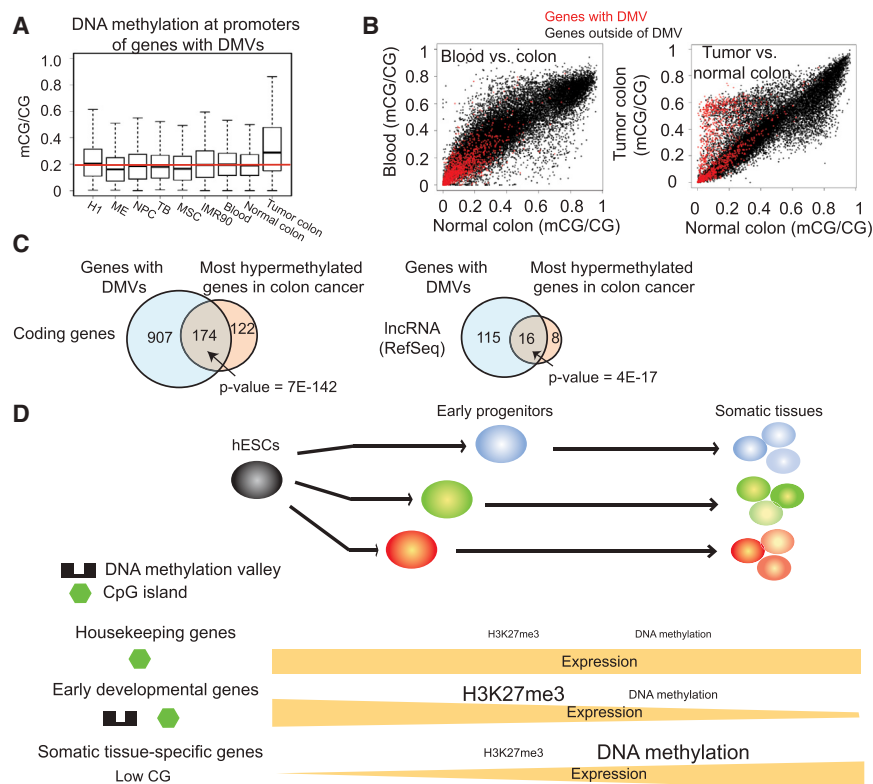 A
DNA methylation at promoters
of genes with DMVs
mCG/CG
1.0
0.8
0.6
0.4
0.2
0
H1
ME
NPC
TB
MSC
IMR90
Blood
Normal colon
Tumor colon
B
Genes with DMV
Genes outside of DMV
Blood vs. colon
Blood (mCG/CG)
1
0.8
0.6
0.4
0.2
0
0 0.2 0.4 0.6 0.8 1
Normal colon (mCG/CG)
Tumor vs.
normal colon
Tumor colon
(mCG/CG)
1
0.8
0.6
0.4
0.2
0
0 0.2 0.4 0.6 0.8 1
Normal colon (mCG/CG)
C
Genes with
DMVs
Most hypermethylated
genes in colon cancer
Coding genes
907 174 122
p-value = 7E-142
Genes with
DMVs
Most hypermethylated
genes in colon cancer
lncRNA
(RefSeq)
115 16 8
p-value = 4E-17
D
Early progenitors
Somatic tissues
hESCs
DNA methylation valley
CpG island
Housekeeping genes
H3K27me3 DNA methylation
Expression
Early developmental genes
H3K27me3 DNA methylation
Expression
Somatic tissue-specific genes
Low CG
H3K27me3 DNA methylation
Expression